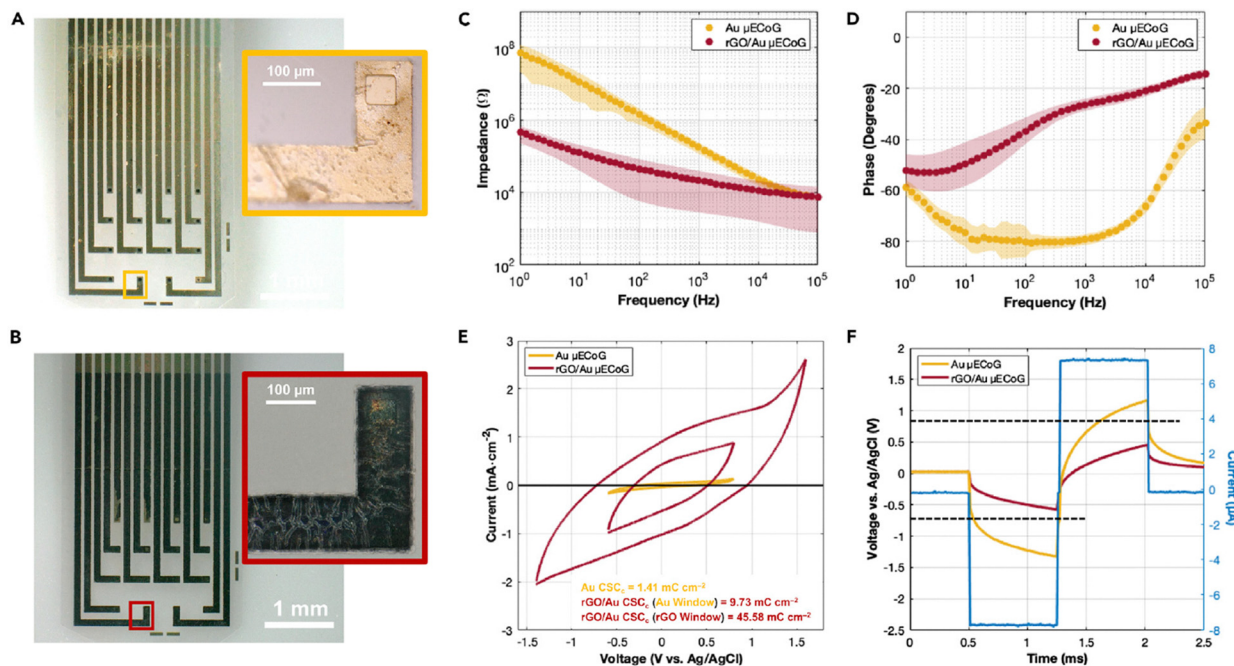 A
100 µm
1 mm
B
100 µm
1 mm
C
Au µECoG
rGO/Au µECoG
Impedance (Ω)
10⁸
10⁶
10⁴
10²
10⁰ 10¹ 10² 10³ 10⁴ 10⁵
Frequency (Hz)
D
Au µECoG
rGO/Au µECoG
Phase (Degrees)
0
-20
-40
-60
-80
10⁰ 10¹ 10² 10³ 10⁴ 10⁵
Frequency (Hz)
E
Au µECoG
rGO/Au µECoG
Current (mA·cm⁻²)
3
2
1
0
-1
-2
-3
Au CSCc = 1.41 mC cm⁻²
rGO/Au CSCc (Au Window) = 9.73 mC cm⁻²
rGO/Au CSCc (rGO Window) = 45.58 mC cm⁻²
-1.5 -1.0 -0.5 0.0 0.5 1.0 1.5
Voltage (V vs. Ag/AgCl)
F
Au µECoG
rGO/Au µECoG
Voltage vs. Ag/AgCl (V)
2
1.5
1
0.5
0
-0.5
-1.0
-1.5
-2.0
-2.5
8
6
4
2
0
-2
-4
-6
-8
Current (µA)
0 0.5 1.0 1.5 2.0 2.5
Time (ms)